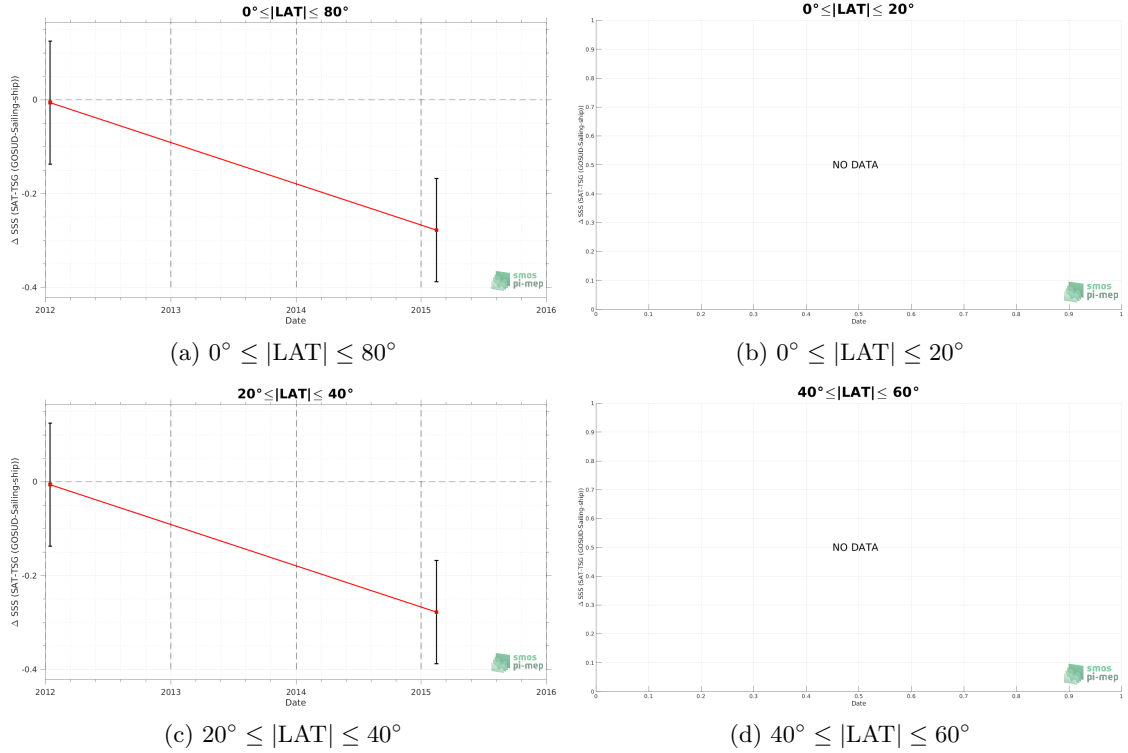 0°≤|LAT|≤ 80°
Δ SSS (SAT-TSG (GOSUD-Sailing-ship))
0
-0.2
-0.4
2012 2013 2014 2015 2016
Date
smos
pi-mep
(a) 0° ≤ |LAT| ≤ 80°
0°≤|LAT|≤ 20°
Δ SSS (SAT-TSG (GOSUD-Sailing-ship))
1
0.9
0.8
0.7
0.6
0.5
0.4
0.3
0.2
0.1
0
NO DATA
0 0.1 0.2 0.3 0.4 0.5 0.6 0.7 0.8 0.9 1
Date
smos
pi-mep
(b) 0° ≤ |LAT| ≤ 20°
20°≤|LAT|≤ 40°
Δ SSS (SAT-TSG (GOSUD-Sailing-ship))
0
-0.2
-0.4
2012 2013 2014 2015 2016
Date
smos
pi-mep
(c) 20° ≤ |LAT| ≤ 40°
40°≤|LAT|≤ 60°
Δ SSS (SAT-TSG (GOSUD-Sailing-ship))
1
0.9
0.8
0.7
0.6
0.5
0.4
0.3
0.2
0.1
0
NO DATA
0 0.1 0.2 0.3 0.4 0.5 0.6 0.7 0.8 0.9 1
Date
smos
pi-mep
(d) 40° ≤ |LAT| ≤ 60°